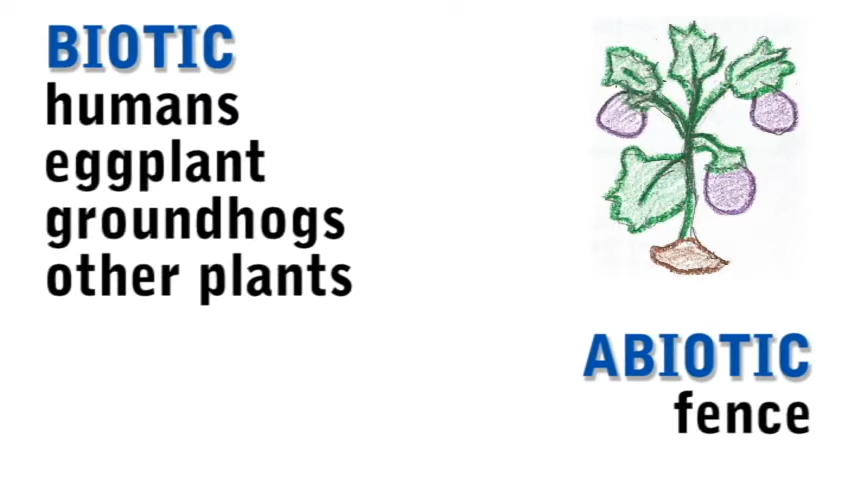 BIOTIC
humans
eggplant
groundhogs
other plants
ABIOTIC
fence